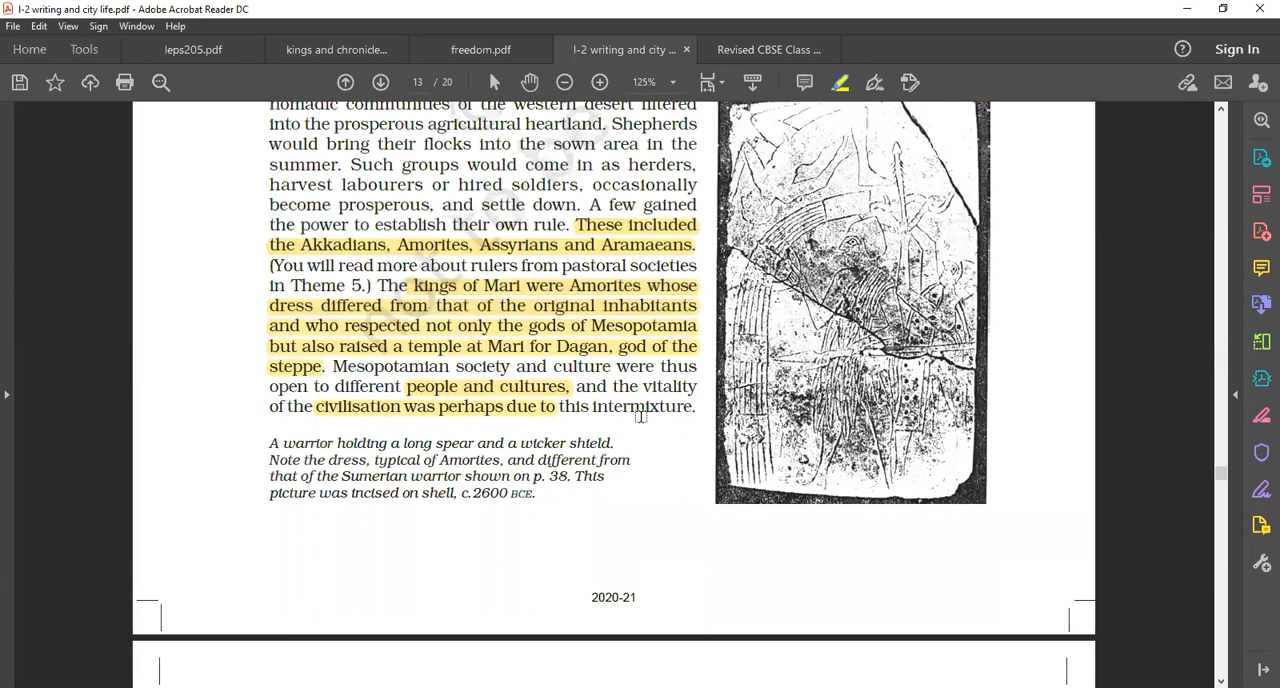 I-2 writing and city life.pdf - Adobe Acrobat Reader DC
File Edit View Sign Window Help
Home Tools leps205.pdf kings and chronicle... freedom.pdf I-2 writing and city ... × Revised CBSE Class ... Sign In
13 / 20 125%
nomadic communities of the western desert filtered
into the prosperous agricultural heartland. Shepherds
would bring their flocks into the sown area in the
summer. Such groups would come in as herders,
harvest labourers or hired soldiers, occasionally
become prosperous, and settle down. A few gained
the power to establish their own rule. These included
the Akkadians, Amorites, Assyrians and Aramaeans.
(You will read more about rulers from pastoral societies
in Theme 5.) The kings of Mari were Amorites whose
dress differed from that of the original inhabitants
and who respected not only the gods of Mesopotamia
but also raised a temple at Mari for Dagan, god of the
steppe. Mesopotamian society and culture were thus
open to different people and cultures, and the vitality
of the civilisation was perhaps due to this intermixture.
A warrior holding a long spear and a wicker shield.
Note the dress, typical of Amorites, and different from
that of the Sumerian warrior shown on p. 38. This
picture was incised on shell, c.2600 BCE.
not to be
2020-21